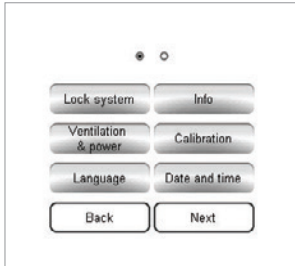 Lock system Info
Ventilation
& power
Calibration
Language Date and time
Back Next